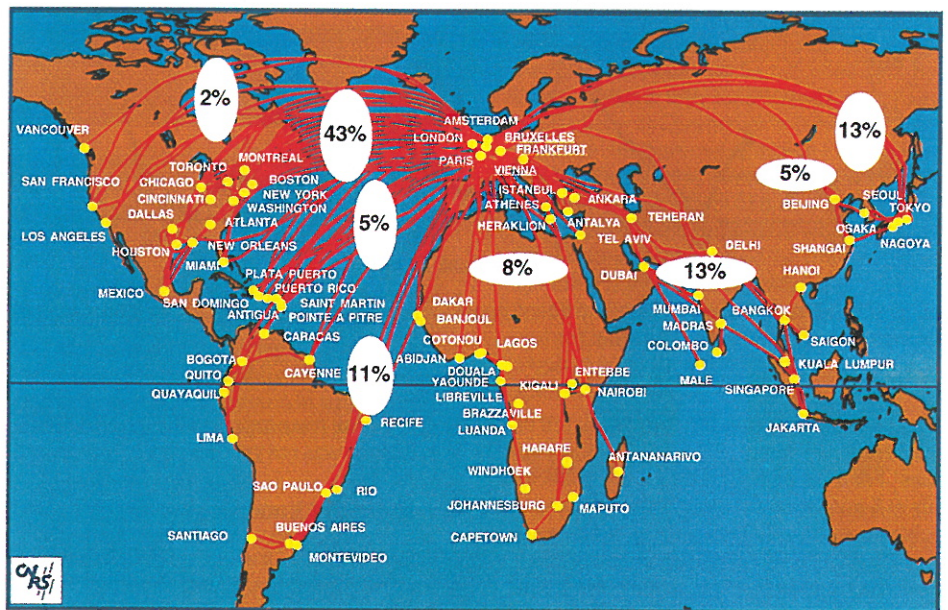 2%
43%
13%
5%
5%
8%
13%
11%
VANCOUVER
SAN FRANCISCO
LOS ANGELES
TORONTO
MONTREAL
CHICAGO
BOSTON
CINCINNATI
NEW YORK
WASHINGTON
DALLAS
ATLANTA
HOUSTON
NEW ORLEANS
MIAMI
MEXICO
PLATA PUERTO
PUERTO RICO
SAN DOMINGO
SAINT MARTIN
ANTIGUA
POINTE A PITRE
CARACAS
BOGOTA
CAYENNE
QUITO
QUAYAQUIL
LIMA
RECIFE
SAO PAULO
RIO
SANTIAGO
BUENOS AIRES
MONTEVIDEO
AMSTERDAM
LONDON
BRUXELLES
FRANKFURT
PARIS
VIENNA
ISTANBUL
ANKARA
ATHENES
ANTALYA
HERAKLION
TEL AVIV
TEHERAN
DUBAI
DELHI
MUMBAI
MADRAS
COLOMBO
MALE
BEIJING
SEOUL
TOKYO
OSAKA
NAGOYA
SHANGAI
HANOI
BANGKOK
SAIGON
KUALA LUMPUR
SINGAPORE
JAKARTA
DAKAR
BANJOUL
COTONOU
LAGOS
ABIDJAN
DOUALA
YAOUNDE
ENTEBBE
KIGALI
NAIROBI
LIBREVILLE
BRAZZAVILLE
LUANDA
HARARE
ANTANANARIVO
WINDHOEK
JOHANNESBURG
MAPUTO
CAPETOWN
CNRS